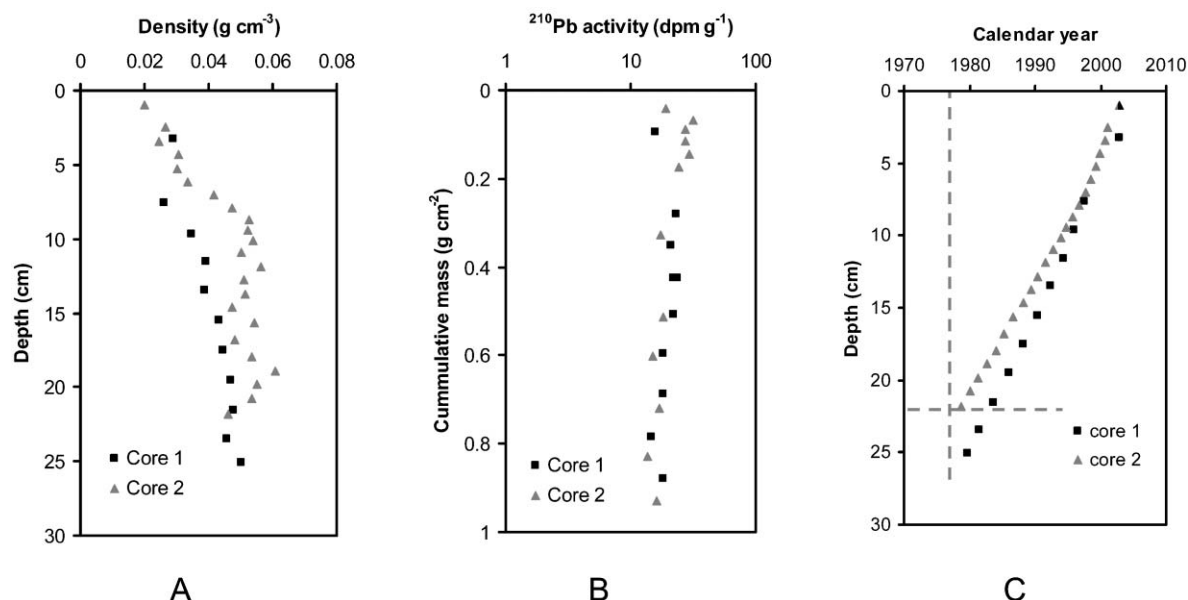 Density (g cm⁻³)
0 0.02 0.04 0.06 0.08
0
5
10
15
20
25
30
Depth (cm)
Core 1
Core 2
A
²¹⁰Pb activity (dpm g⁻¹)
1 10 100
0
0.2
0.4
0.6
0.8
1
Cummulative mass (g cm⁻²)
Core 1
Core 2
B
Calendar year
1970 1980 1990 2000 2010
0
5
10
15
20
25
30
Depth (cm)
core 1
core 2
C